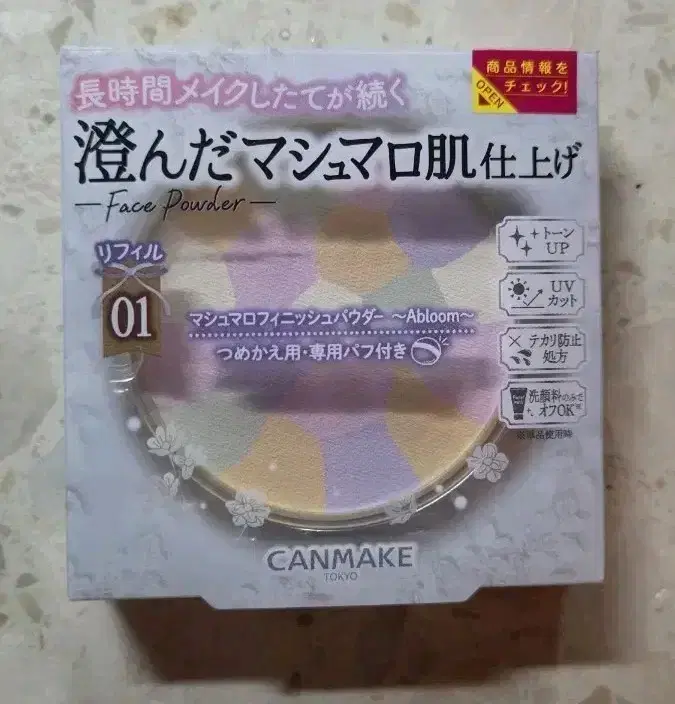 長時間メイクしたてが続く
商品情報を
チェック!
OPEN
澄んだマシュマロ肌仕上げ
Face Powder
リフィル
01
トーン
UP
UV
カット
テカリ防止
処方
洗顔料のみで
オフOK※
※単品使用時
マシュマロフィニッシュパウダー ～Abloom～
つめかえ用・専用パフ付き
CANMAKE
TOKYO